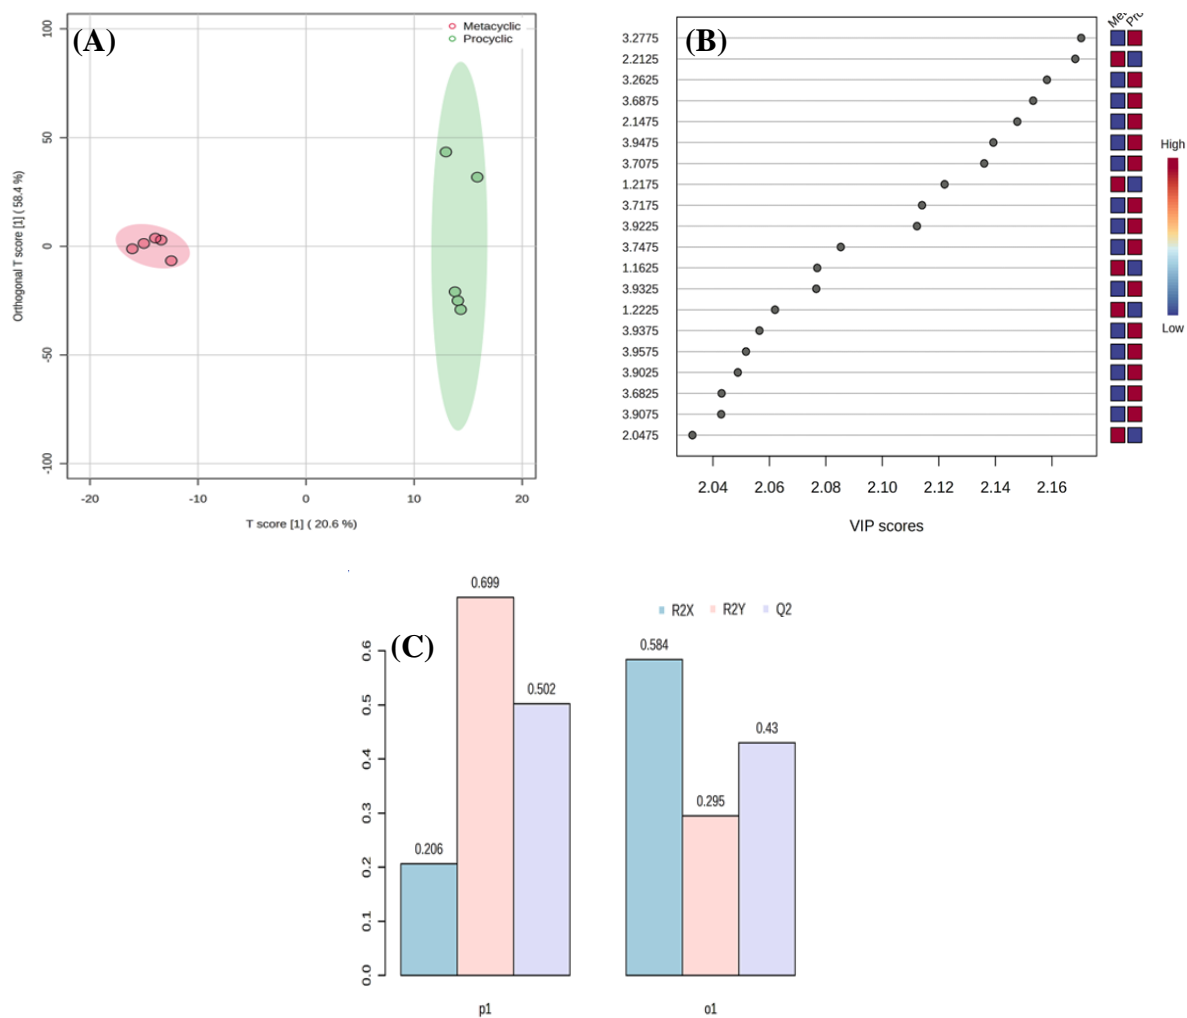 (A)
Metacyclic
Procyclic
100
50
0
-50
-100
Orthogonal T score [1] ( 58.4 %)
-20 -10 0 10 20
T score [1] ( 20.6 %)
(B)
3.2775
2.2125
3.2625
3.6875
2.1475
3.9475
3.7075
1.2175
3.7175
3.9225
3.7475
1.1625
3.9325
1.2225
3.9375
3.9575
3.9025
3.6825
3.9075
2.0475
2.04 2.06 2.08 2.10 2.12 2.14 2.16
VIP scores
High
Low
(C)
R2X R2Y Q2
0.6
0.5
0.4
0.3
0.2
0.1
0.0
0.206
0.699
0.502
0.584
0.295
0.43
p1 o1